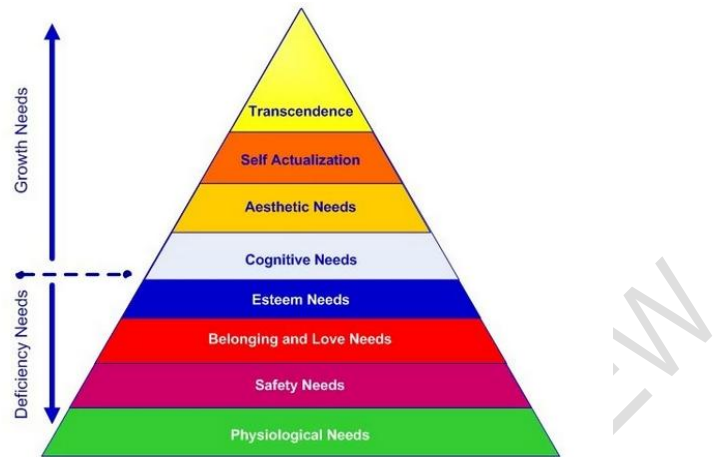 Growth Needs
Deficiency Needs
Transcendence
Self Actualization
Aesthetic Needs
Cognitive Needs
Esteem Needs
Belonging and Love Needs
Safety Needs
Physiological Needs